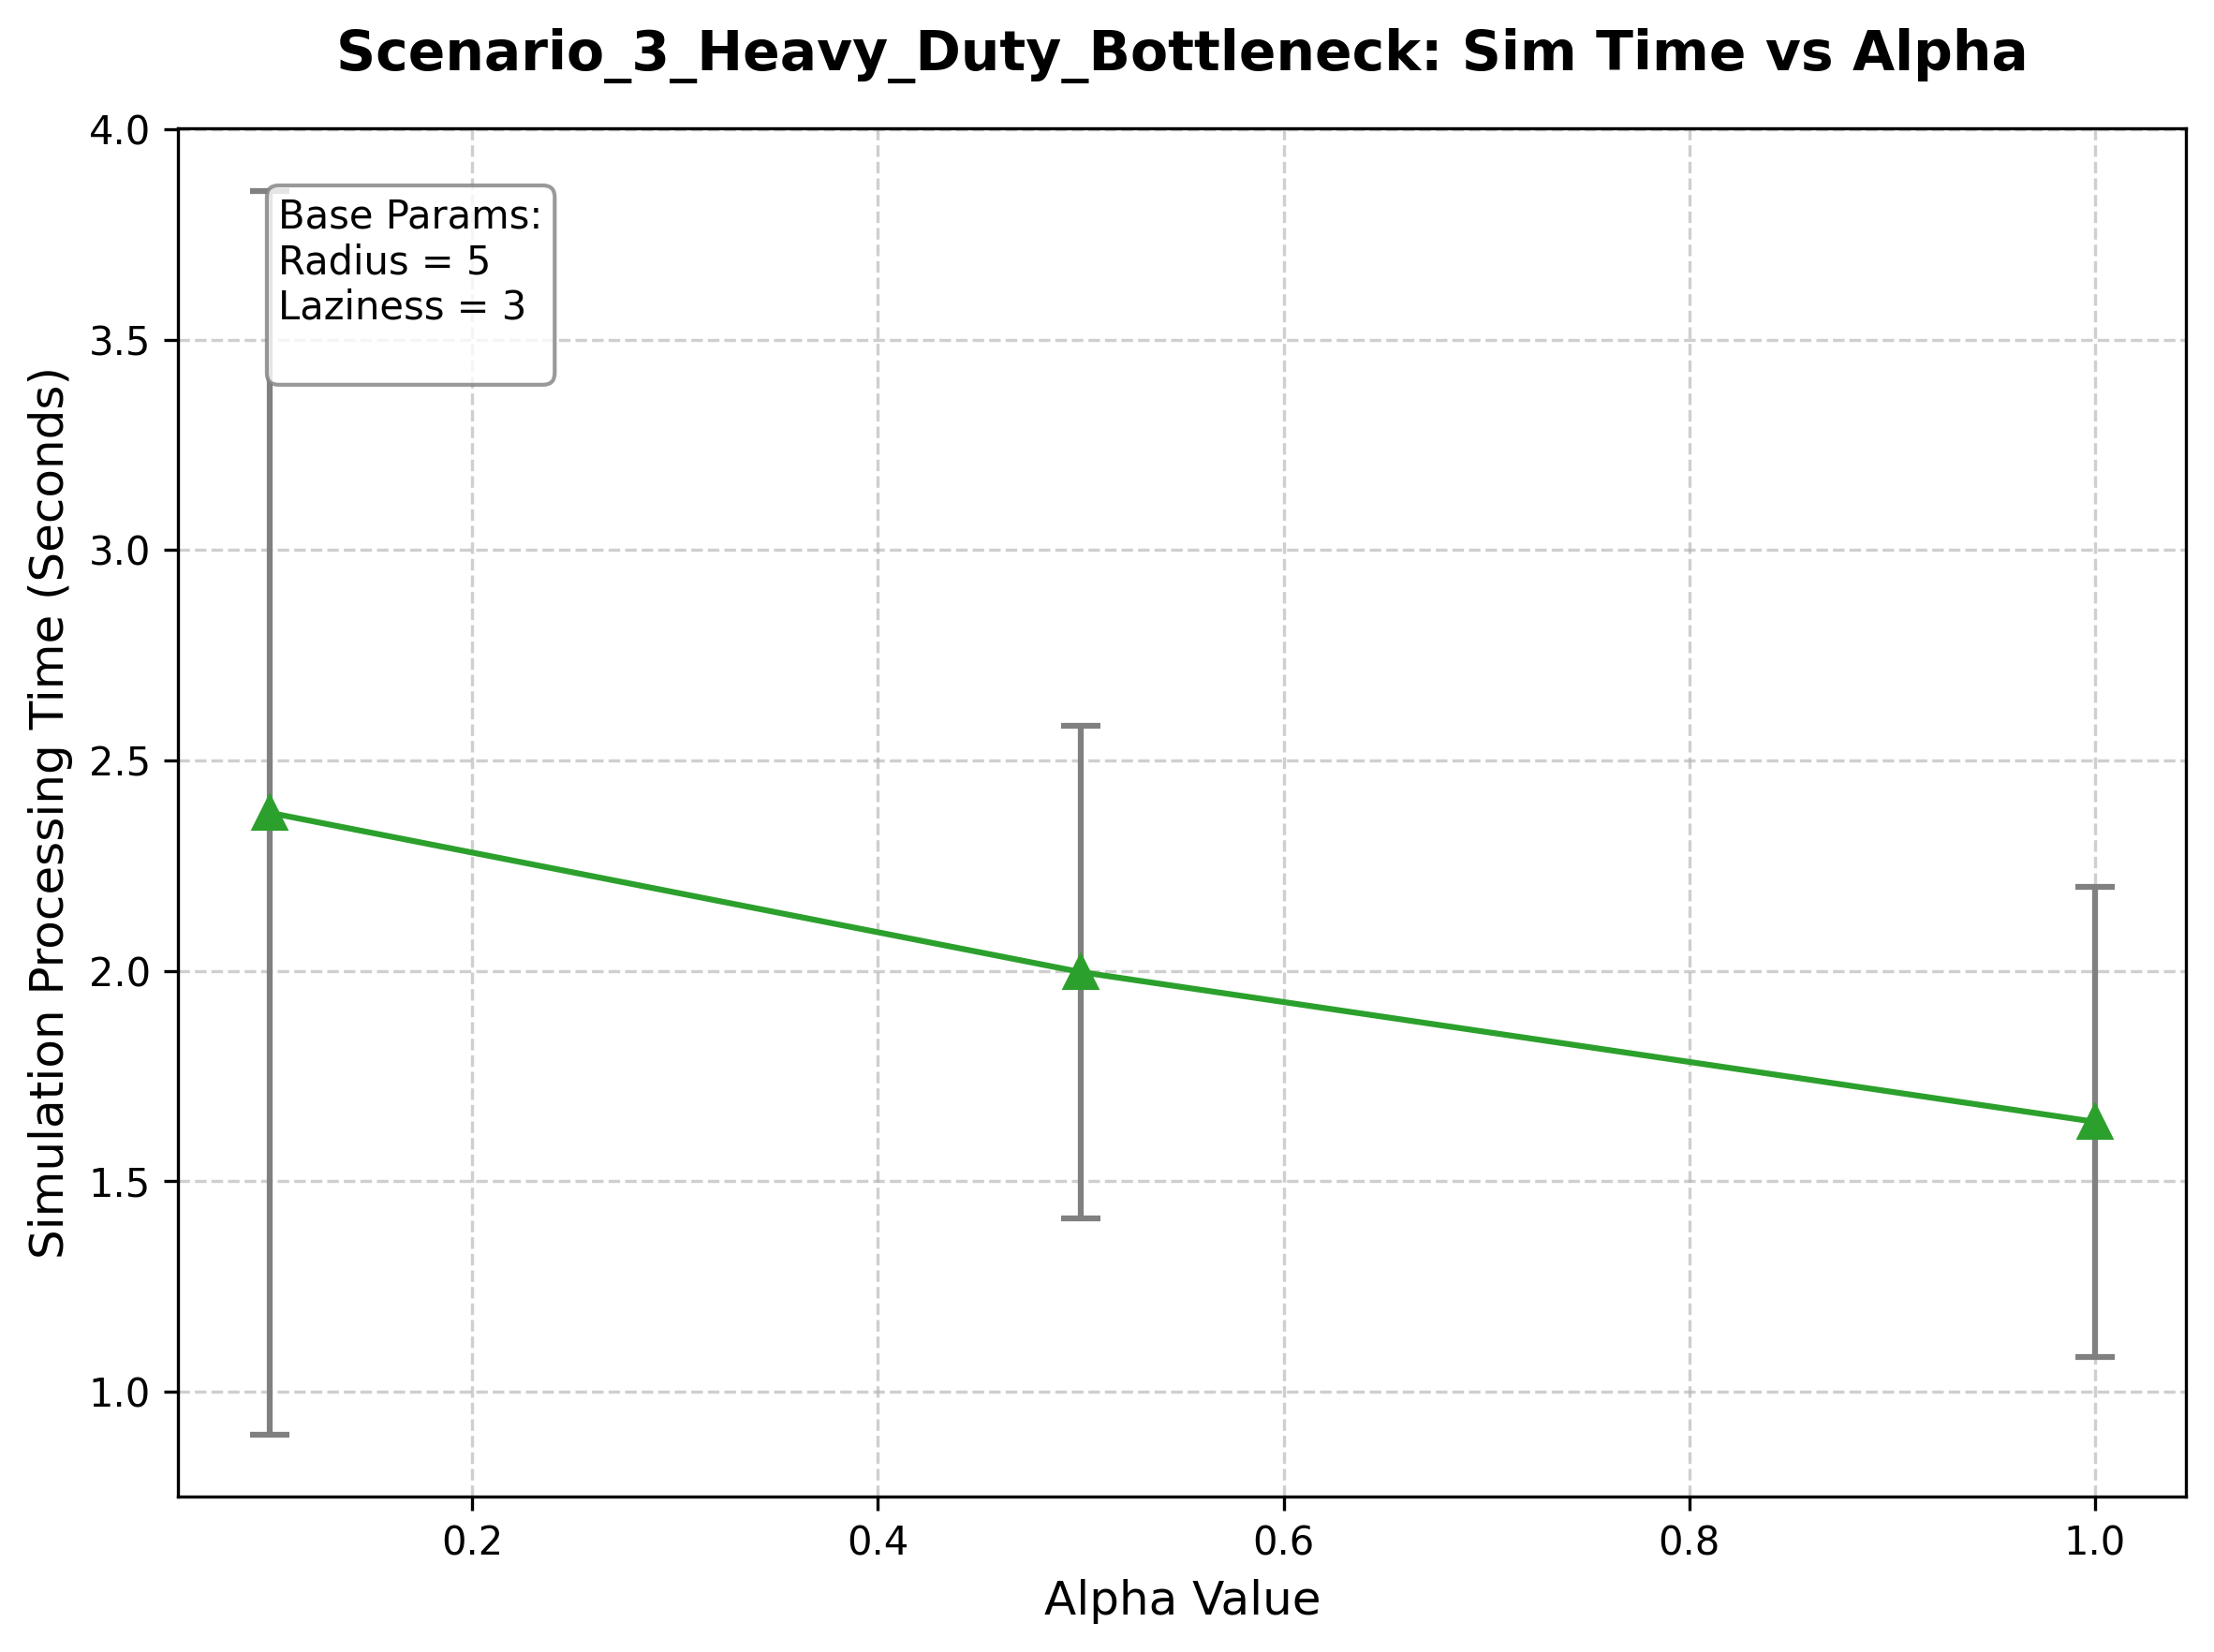 Scenario_3_Heavy_Duty_Bottleneck: Sim Time vs Alpha
4.0
3.5
3.0
2.5
2.0
1.5
1.0
Simulation Processing Time (Seconds)
Base Params:
Radius = 5
Laziness = 3
0.2
0.4
0.6
0.8
1.0
Alpha Value